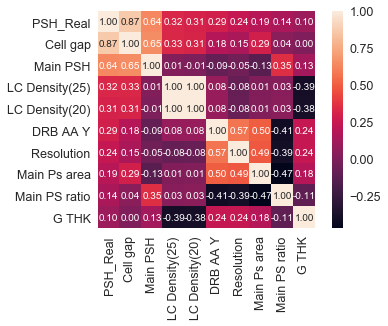 PSH_Real 1.00 0.87 0.64 0.32 0.31 0.29 0.24 0.19 0.14 0.10
Cell gap 0.87 1.00 0.65 0.33 0.31 0.18 0.15 0.29 0.04 0.00
Main PSH 0.64 0.65 1.00 0.01 -0.01 -0.09 -0.05 -0.13 0.35 0.13
LC Density(25) 0.32 0.33 0.01 1.00 1.00 0.08 -0.08 0.01 0.03 -0.39
LC Density(20) 0.31 0.31 -0.01 1.00 1.00 0.08 -0.08 0.01 0.03 -0.38
DRB AA Y 0.29 0.18 -0.09 0.08 0.08 1.00 0.57 0.50 -0.41 0.24
Resolution 0.24 0.15 -0.05 -0.08 -0.08 0.57 1.00 0.49 -0.39 0.24
Main Ps area 0.19 0.29 -0.13 0.01 0.01 0.50 0.49 1.00 -0.47 0.18
Main PS ratio 0.14 0.04 0.35 0.03 0.03 -0.41 -0.39 -0.47 1.00 -0.11
G THK 0.10 0.00 0.13 -0.39 -0.38 0.24 0.24 0.18 -0.11 1.00
PSH_Real
Cell gap
Main PSH
LC Density(25)
LC Density(20)
DRB AA Y
Resolution
Main Ps area
Main PS ratio
G THK
1.00
0.75
0.50
0.25
0.00
−0.25